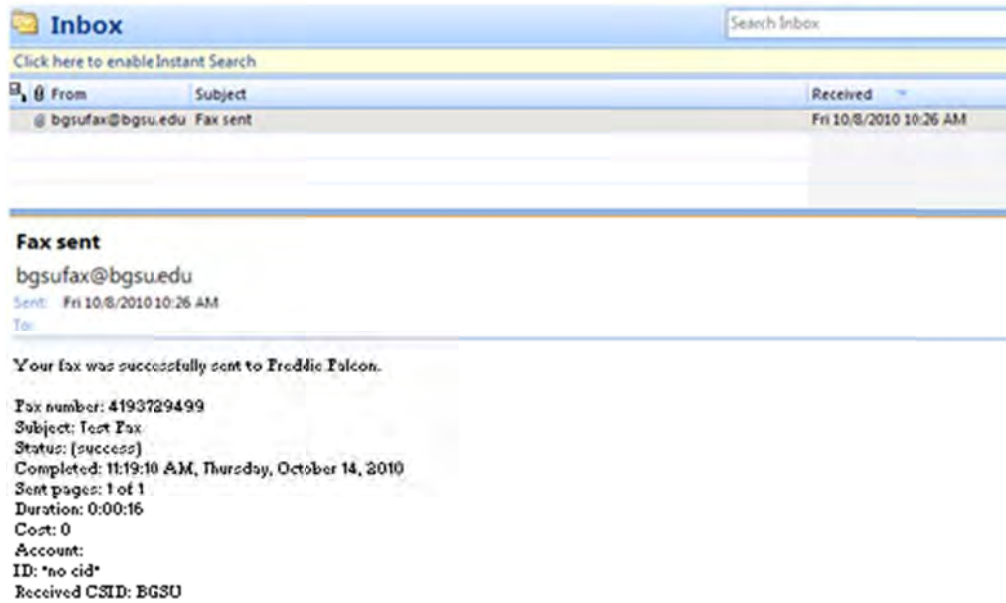 Inbox
Search Inbox
Click here to enable Instant Search
From Subject Received
bgsufax@bgsu.edu Fax sent Fri 10/8/2010 10:26 AM
Fax sent
bgsufax@bgsu.edu
Sent: Fri 10/8/2010 10:26 AM
To:
Your fax was successfully sent to Freddie Falcon.
Fax number: 4193729499
Subject: Test Fax
Status: (success)
Completed: 11:19:10 AM, Thursday, October 14, 2010
Sent pages: 1 of 1
Duration: 0:00:16
Cost: 0
Account:
ID: *no cid*
Received CSID: BGSU